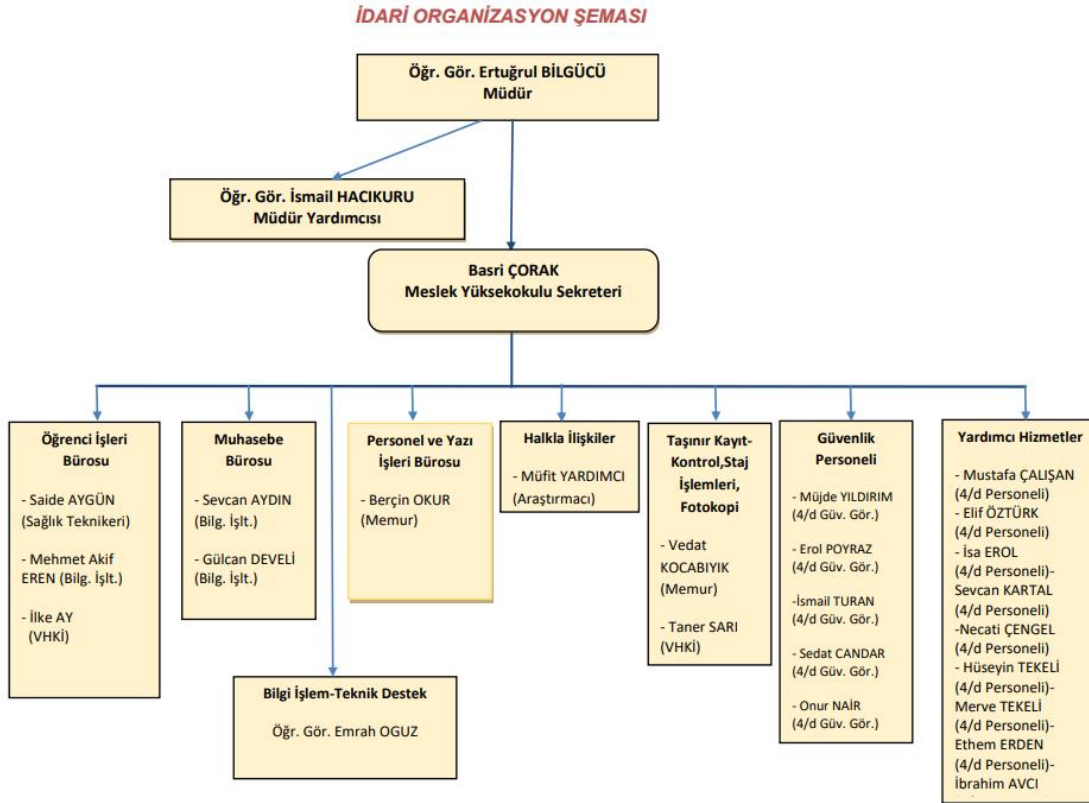 İDARİ ORGANİZASYON ŞEMASI
Öğr. Gör. Ertuğrul BİLGÜCÜ
Müdür
Öğr. Gör. İsmail HACIKURU
Müdür Yardımcısı
Basri ÇORAK
Meslek Yüksekokulu Sekreteri
Öğrenci İşleri
Bürosu
- Saide AYGÜN
(Sağlık Teknikeri)
- Mehmet Akif
EREN (Bilg. İşlt.)
- İlke AY
(VHKİ)
Muhasebe
Bürosu
- Sevcan AYDIN
(Bilg. İşlt.)
- Gülcan DEVELİ
(Bilg. İşlt.)
Bilgi İşlem-Teknik Destek
Öğr. Gör. Emrah OGUZ
Personel ve Yazı
İşleri Bürosu
- Berçin OKUR
(Memur)
Halkla İlişkiler
- Müfit YARDIMCI
(Araştırmacı)
Taşınır Kayıt-
Kontrol,Staj
İşlemleri,
Fotokopi
- Vedat
KOCABIYIK
(Memur)
- Taner SARI
(VHKİ)
Güvenlik
Personeli
- Müjde YILDIRIM
(4/d Güv. Gör.)
- Erol POYRAZ
(4/d Güv. Gör.)
-İsmail TURAN
(4/d Güv. Gör.)
- Sedat CANDAR
(4/d Güv. Gör.)
- Onur NAİR
(4/d Güv. Gör.)
Yardımcı Hizmetler
- Mustafa ÇALIŞAN
(4/d Personeli)
- Elif ÖZTÜRK
(4/d Personeli)
- İsa EROL
(4/d Personeli)-
Sevcan KARTAL
(4/d Personeli)
-Necati ÇENGEL
(4/d Personeli)
- Hüseyin TEKELİ
(4/d Personeli)-
Merve TEKELİ
(4/d Personeli)-
Ethem ERDEN
(4/d Personeli)-
İbrahim AVCI